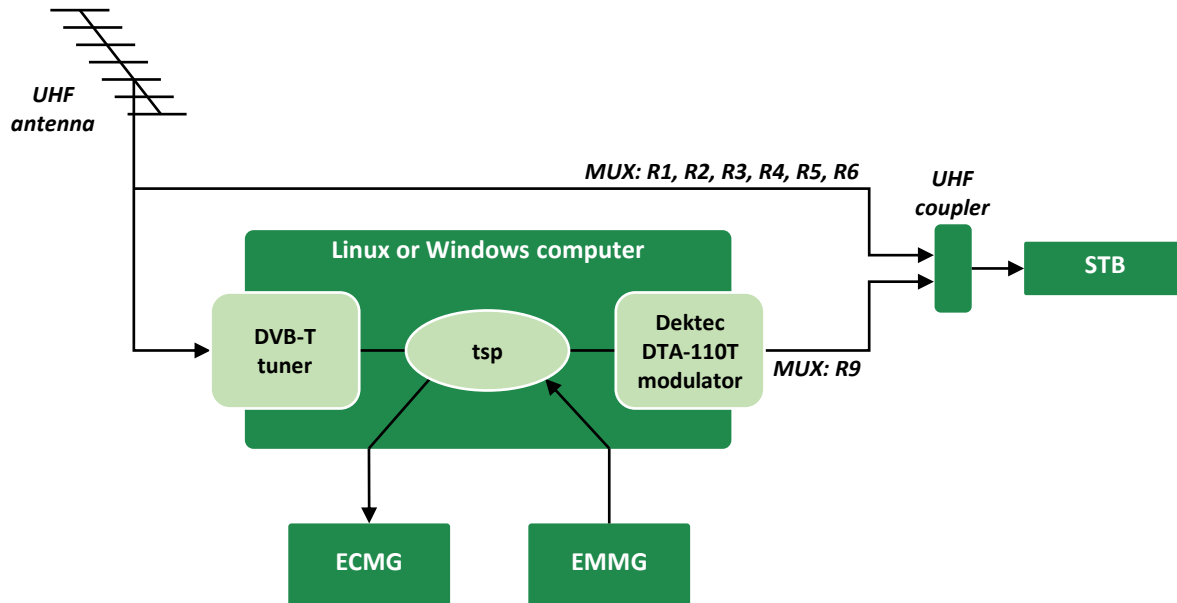 UHF
antenna
MUX: R1, R2, R3, R4, R5, R6
UHF
coupler
Linux or Windows computer
STB
DVB-T
tuner
tsp
Dektec
DTA-110T
modulator
MUX: R9
ECMG
EMMG